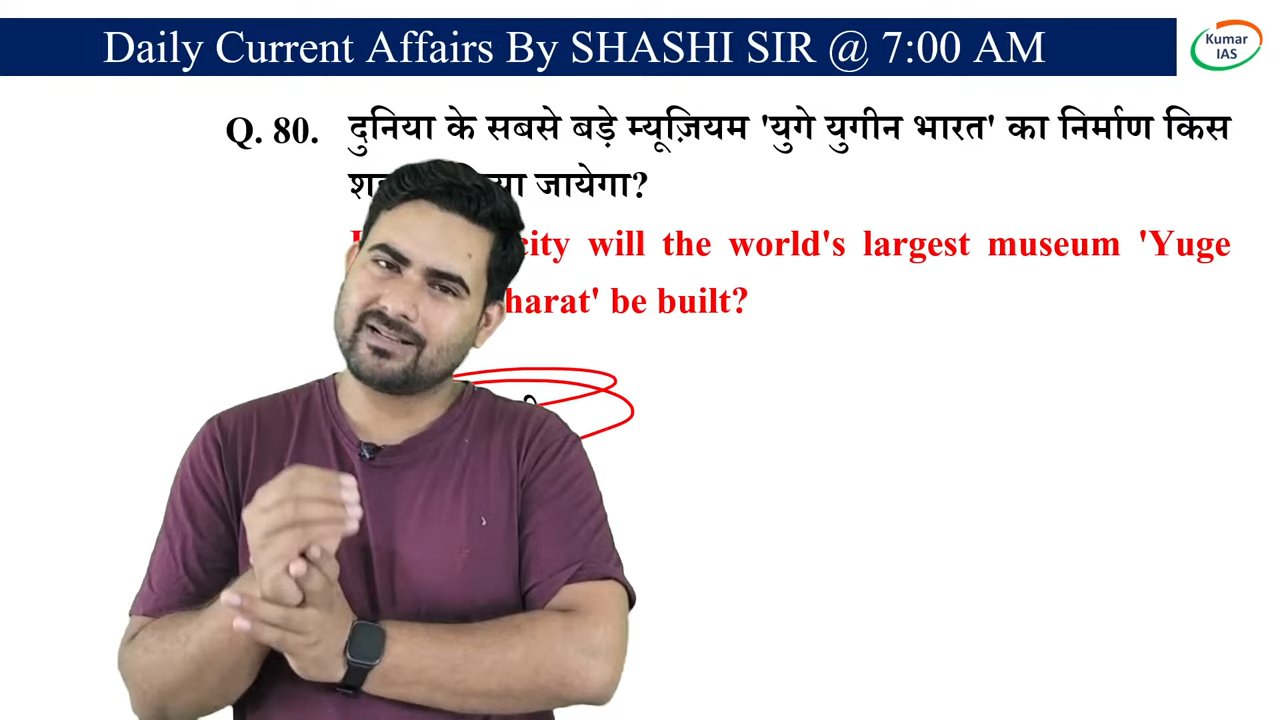 Daily Current Affairs By SHASHI SIR @ 7:00 AM
Kumar
IAS
Q. 80. दुनिया के सबसे बड़े म्यूज़ियम 'युगे युगीन भारत' का निर्माण किस
जायेगा?
city will the world's largest museum 'Yuge
be built?